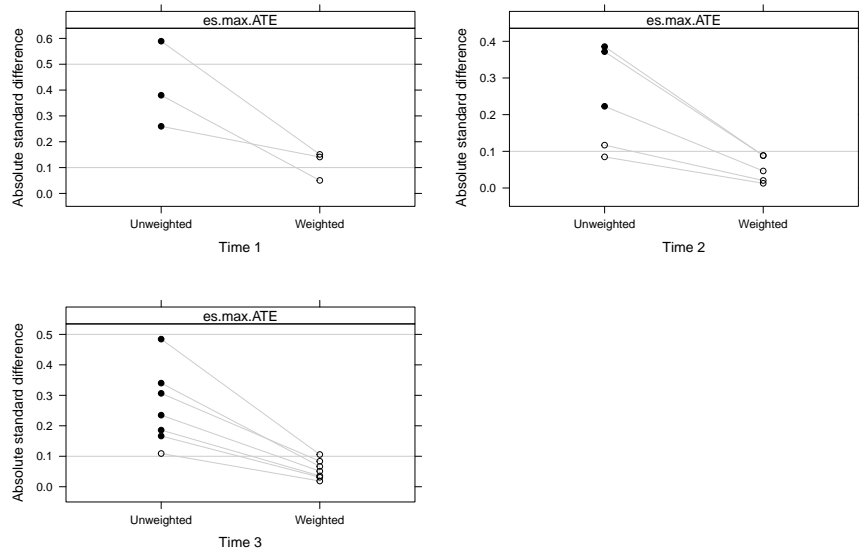 es.max.ATE
Absolute standard difference
0.6
0.5
0.4
0.3
0.2
0.1
0.0
Unweighted
Weighted
Time 1
es.max.ATE
Absolute standard difference
0.4
0.3
0.2
0.1
0.0
Unweighted
Weighted
Time 2
es.max.ATE
Absolute standard difference
0.5
0.4
0.3
0.2
0.1
0.0
Unweighted
Weighted
Time 3